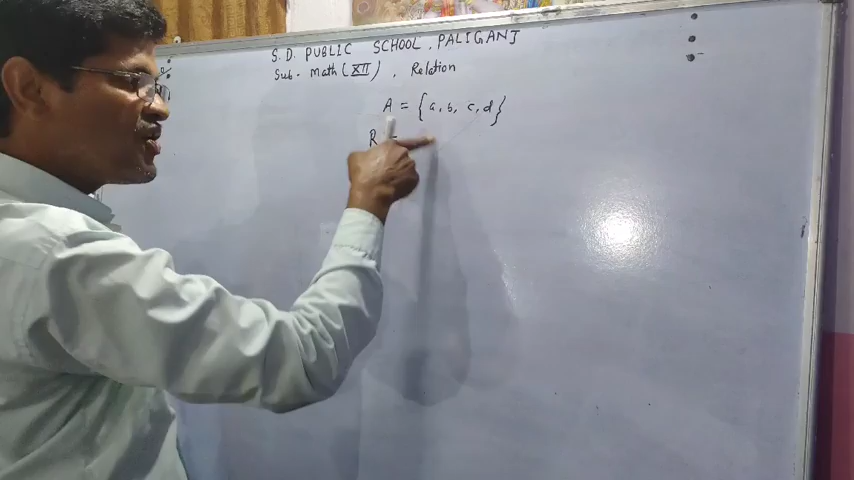 S.D. PUBLIC SCHOOL, PALIGANJ
Sub- Math (XII), Relation
A = {a, b, c, d}
R =